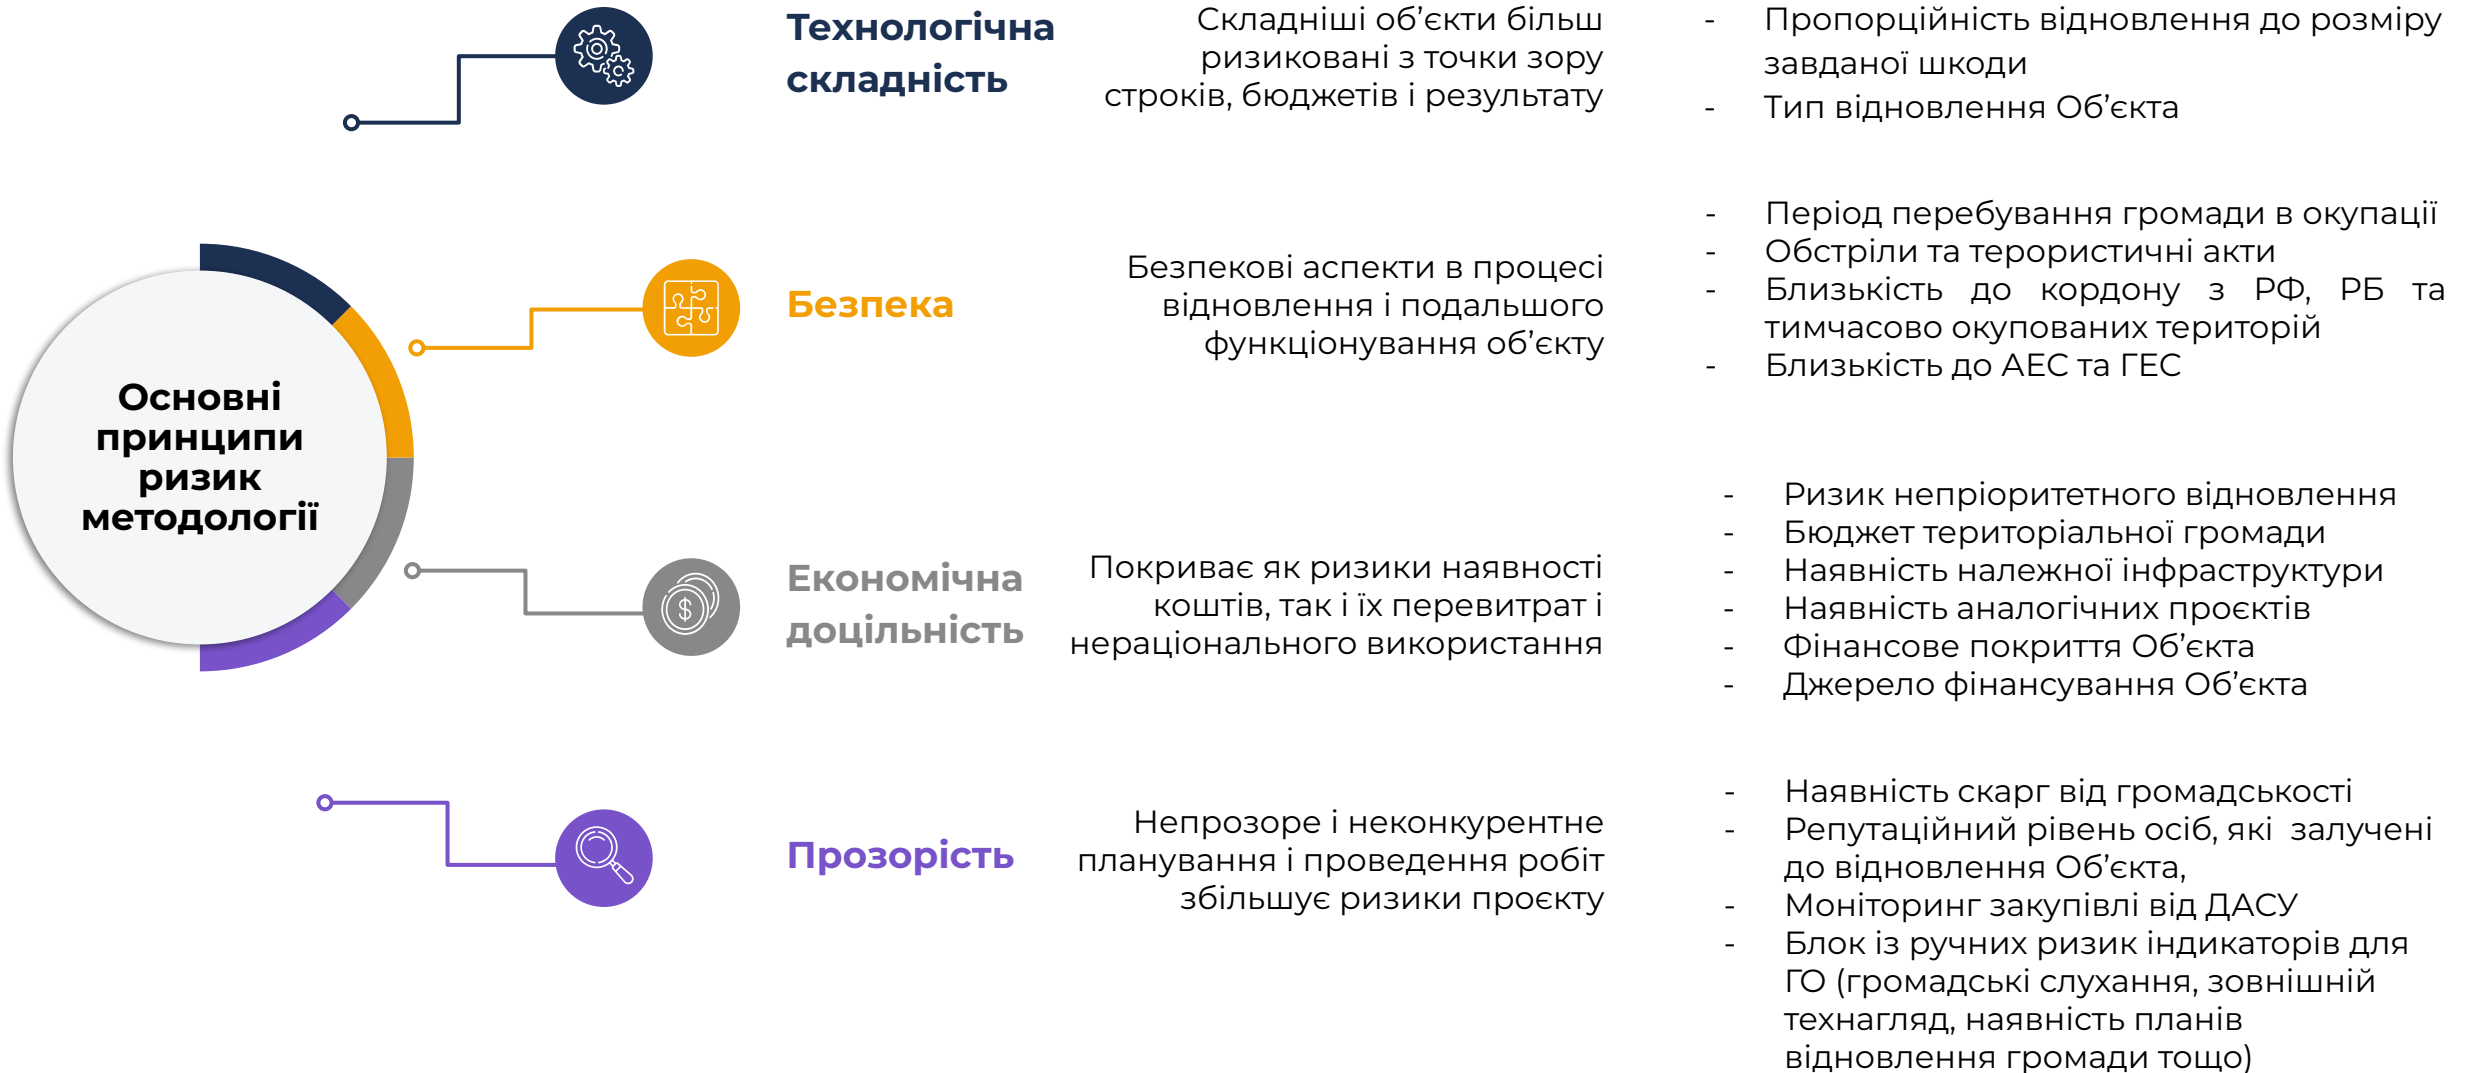 Основні
принципи
ризик
методології
Технологічна
складність
Складніші об’єкти більш
ризиковані з точки зору
строків, бюджетів і результату
- Пропорційність відновлення до розміру
завданої шкоди
- Тип відновлення Об’єкта
Безпека
Безпекові аспекти в процесі
відновлення і подальшого
функціонування об’єкту
- Період перебування громади в окупації
- Обстріли та терористичні акти
- Близькість до кордону з РФ, РБ та
тимчасово окупованих територій
- Близькість до АЕС та ГЕС
Економічна
доцільність
Покриває як ризики наявності
коштів, так і їх перевитрат і
нераціонального використання
- Ризик непріоритетного відновлення
- Бюджет територіальної громади
- Наявність належної інфраструктури
- Наявність аналогічних проєктів
- Фінансове покриття Об’єкта
- Джерело фінансування Об’єкта
Прозорість
Непрозоре і неконкурентне
планування і проведення робіт
збільшує ризики проєкту
- Наявність скарг від громадськості
- Репутаційний рівень осіб, які залучені
до відновлення Об’єкта,
- Моніторинг закупівлі від ДАСУ
- Блок із ручних ризик індикаторів для
ГО (громадські слухання, зовнішній
технагляд, наявність планів
відновлення громади тощо)
$